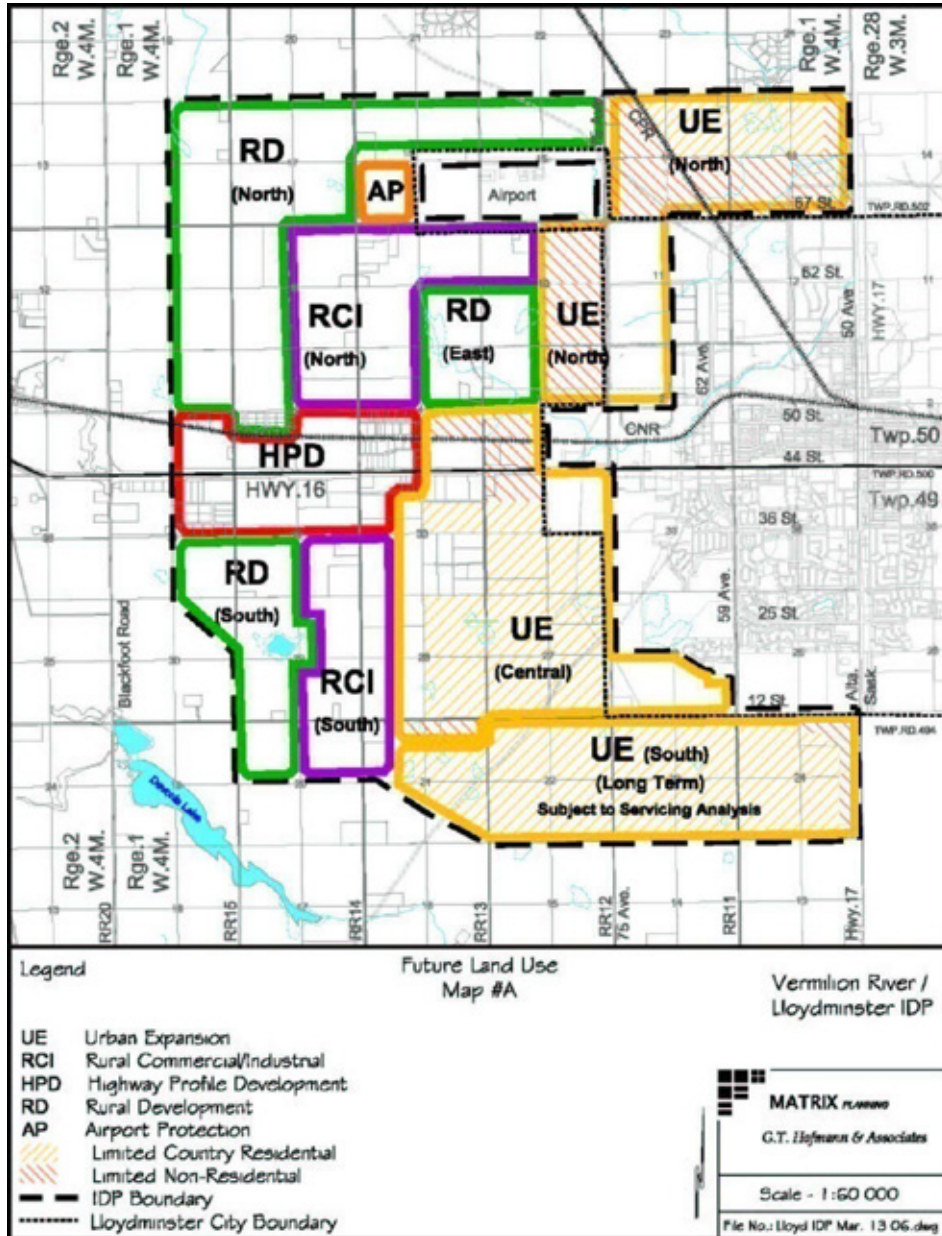 Rge.2
W.4M.
Rge.1
W.4M.
Rge.1
W.4M.
Rge.28
W.3M.
CPR
UE
(North)
RD
(North)
AP
Airport
67 St.
TWP.RD.502
62 St.
RCI
(North)
RD
(East)
UE
(North)
62 Ave.
50 Ave
HWY.17
CNR
50 St.
Twp.50
HPD
HWY.16
44 St.
TWP.RD.500
Twp.49
36 St.
RD
(South)
59 Ave.
25 St.
UE
(Central)
Blackfoot Road
RCI
(South)
12 St
Alta.
Sask
TWP.RD.494
UE (South)
(Long Term)
Subject to Servicing Analysis
Rge.2
W.4M.
Rge.1
W.4M.
RR20
RR15
RR14
RR13
RR12
75 Ave.
RR11
Hwy.17
Legend
Future Land Use
Map #A
Vermilion River /
Lloydminster IDP
UE Urban Expansion
RCI Rural Commercial/Industrial
HPD Highway Profile Development
RD Rural Development
AP Airport Protection
Limited Country Residential
Limited Non-Residential
IDP Boundary
Lloydminster City Boundary
MATRIX PLANNING
G.T. Hofmann & Associates
Scale - 1:60 000
File No.: Lloyd IDP Mar. 13 06.dwg